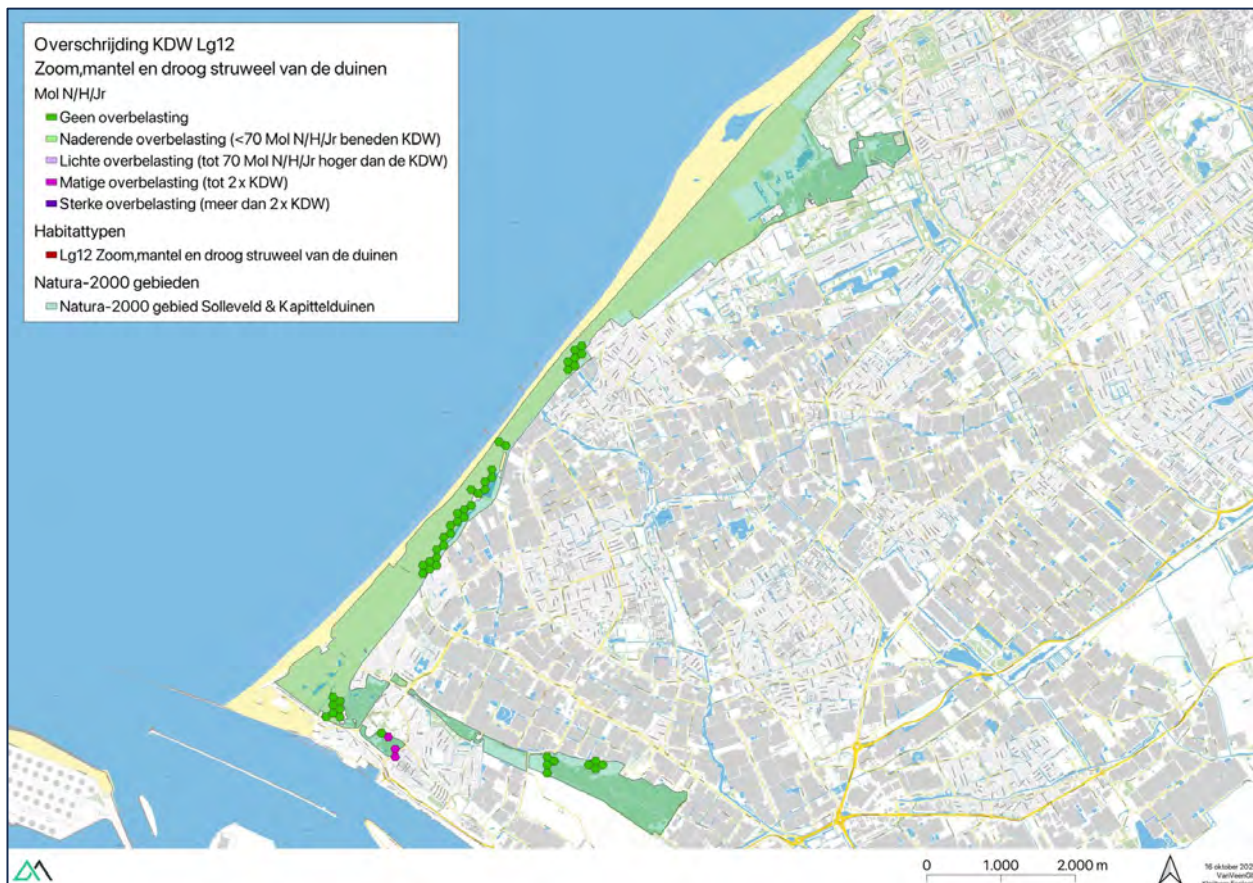 Overschrijding KDW Lg12
Zoom,mantel en droog struweel van de duinen
Mol N/H/Jr
Geen overbelasting
Naderende overbelasting (<70 Mol N/H/Jr beneden KDW)
Lichte overbelasting (tot 70 Mol N/H/Jr hoger dan de KDW)
Matige overbelasting (tot 2x KDW)
Sterke overbelasting (meer dan 2x KDW)
Habitattypen
Lg12 Zoom,mantel en droog struweel van de duinen
Natura-2000 gebieden
Natura-2000 gebied Solleveld & Kapittelduinen
0 1.000 2.000 m
16 oktober